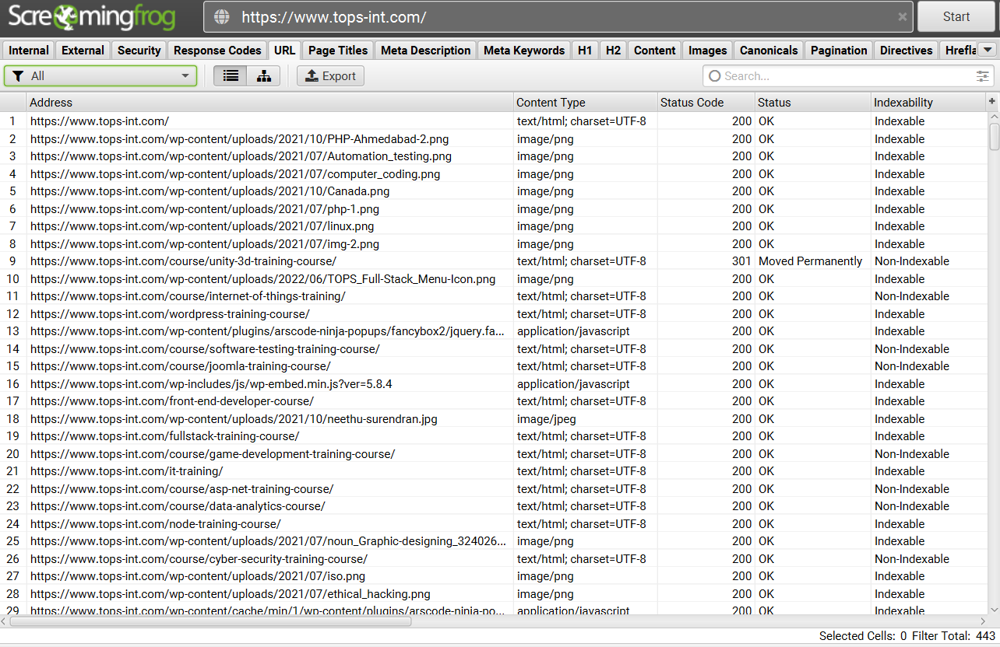 Screamingfrog https://www.tops-int.com/ Start
Internal External Security Response Codes URL Page Titles Meta Description Meta Keywords H1 H2 Content Images Canonicals Pagination Directives Hrefla
All Export Search...
Address Content Type Status Code Status Indexability
1 https://www.tops-int.com/ text/html; charset=UTF-8 200 OK Indexable
2 https://www.tops-int.com/wp-content/uploads/2021/10/PHP-Ahmedabad-2.png image/png 200 OK Indexable
3 https://www.tops-int.com/wp-content/uploads/2021/07/Automation_testing.png image/png 200 OK Indexable
4 https://www.tops-int.com/wp-content/uploads/2021/07/computer_coding.png image/png 200 OK Indexable
5 https://www.tops-int.com/wp-content/uploads/2021/10/Canada.png image/png 200 OK Indexable
6 https://www.tops-int.com/wp-content/uploads/2021/07/php-1.png image/png 200 OK Indexable
7 https://www.tops-int.com/wp-content/uploads/2021/07/linux.png image/png 200 OK Indexable
8 https://www.tops-int.com/wp-content/uploads/2021/07/img-2.png image/png 200 OK Indexable
9 https://www.tops-int.com/course/unity-3d-training-course/ text/html; charset=UTF-8 301 Moved Permanently Non-Indexable
10 https://www.tops-int.com/wp-content/uploads/2022/06/TOPS_Full-Stack_Menu-Icon.png image/png 200 OK Indexable
11 https://www.tops-int.com/course/internet-of-things-training/ text/html; charset=UTF-8 200 OK Non-Indexable
12 https://www.tops-int.com/wordpress-training-course/ text/html; charset=UTF-8 200 OK Indexable
13 https://www.tops-int.com/wp-content/plugins/arscode-ninja-popups/fancybox2/jquery.fa... application/javascript 200 OK Indexable
14 https://www.tops-int.com/course/software-testing-training-course/ text/html; charset=UTF-8 200 OK Non-Indexable
15 https://www.tops-int.com/course/joomla-training-course/ text/html; charset=UTF-8 200 OK Non-Indexable
16 https://www.tops-int.com/wp-includes/js/wp-embed.min.js?ver=5.8.4 application/javascript 200 OK Indexable
17 https://www.tops-int.com/front-end-developer-course/ text/html; charset=UTF-8 200 OK Indexable
18 https://www.tops-int.com/wp-content/uploads/2021/10/neethu-surendran.jpg image/jpeg 200 OK Indexable
19 https://www.tops-int.com/fullstack-training-course/ text/html; charset=UTF-8 200 OK Indexable
20 https://www.tops-int.com/course/game-development-training-course/ text/html; charset=UTF-8 200 OK Non-Indexable
21 https://www.tops-int.com/it-training/ text/html; charset=UTF-8 200 OK Indexable
22 https://www.tops-int.com/course/asp-net-training-course/ text/html; charset=UTF-8 200 OK Non-Indexable
23 https://www.tops-int.com/course/data-analytics-course/ text/html; charset=UTF-8 200 OK Non-Indexable
24 https://www.tops-int.com/node-training-course/ text/html; charset=UTF-8 200 OK Indexable
25 https://www.tops-int.com/wp-content/uploads/2021/07/noun_Graphic-designing_324026... image/png 200 OK Indexable
26 https://www.tops-int.com/course/cyber-security-training-course/ text/html; charset=UTF-8 200 OK Non-Indexable
27 https://www.tops-int.com/wp-content/uploads/2021/07/iso.png image/png 200 OK Indexable
28 https://www.tops-int.com/wp-content/uploads/2021/07/ethical_hacking.png image/png 200 OK Indexable
29 https://www.tops-int.com/wp-content/cache/min/1/wp-content/plugins/arscode-ninja-po... application/javascript 200 OK Indexable
Selected Cells: 0 Filter Total: 443